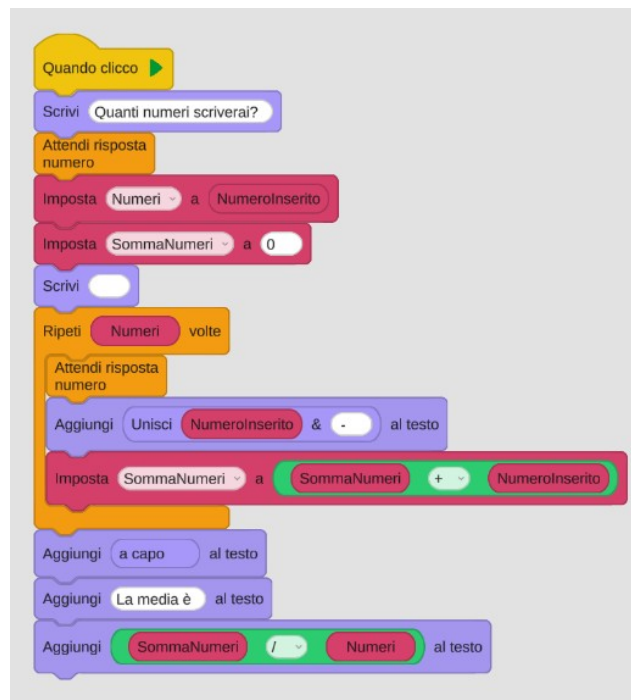 Quando clicco
Scrivi Quanti numeri scriverai?
Attendi risposta
numero
Imposta Numeri a NumeroInserito
Imposta SommaNumeri a 0
Scrivi
Ripeti Numeri volte
Attendi risposta
numero
Aggiungi Unisci NumeroInserito & - al testo
Imposta SommaNumeri a SommaNumeri + NumeroInserito
Aggiungi a capo al testo
Aggiungi La media è al testo
Aggiungi SommaNumeri / Numeri al testo